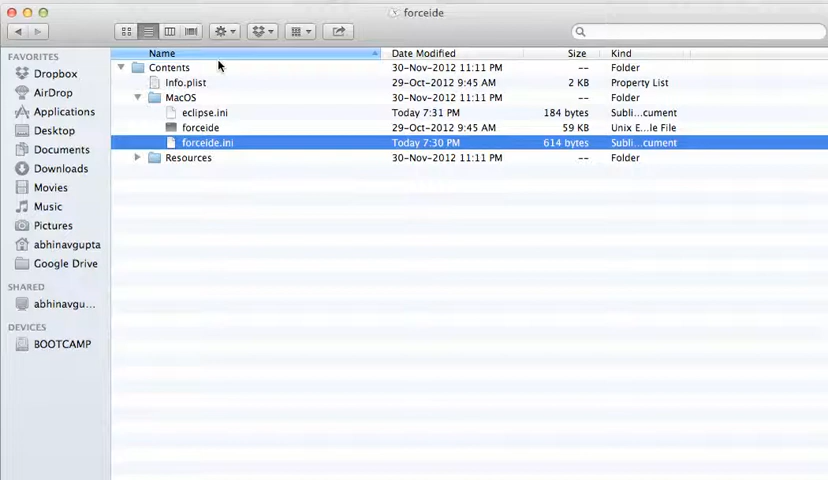 forceide
Name Date Modified Size Kind
FAVORITES
Dropbox
AirDrop
Applications
Desktop
Documents
Downloads
Movies
Music
Pictures
abhinavgupta
Google Drive
SHARED
abhinavgu...
DEVICES
BOOTCAMP
Contents 30-Nov-2012 11:11 PM -- Folder
Info.plist 29-Oct-2012 9:45 AM 2 KB Property List
MacOS 30-Nov-2012 11:11 PM -- Folder
eclipse.ini Today 7:31 PM 184 bytes Subli...cument
forceide 29-Oct-2012 9:45 AM 59 KB Unix E...le File
forceide.ini Today 7:30 PM 614 bytes Subli...cument
Resources 30-Nov-2012 11:11 PM -- Folder